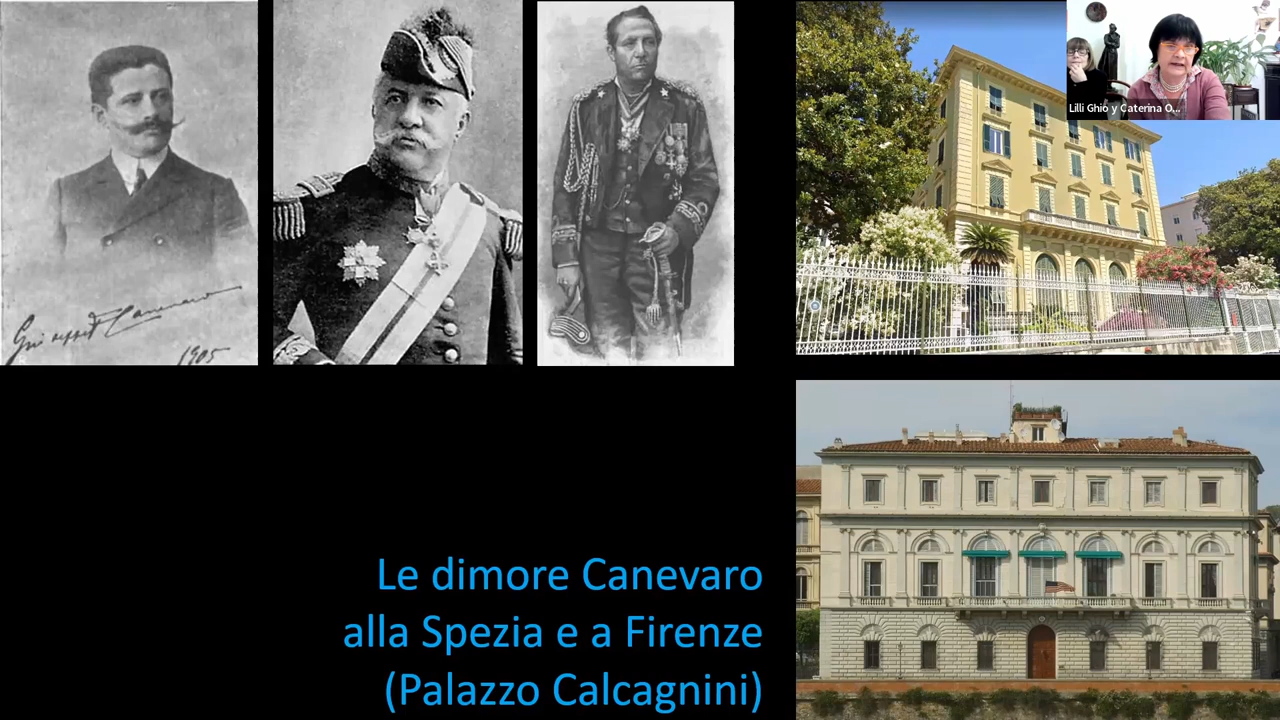 Giuseppe Canevaro
1905
Lilli Ghio y Caterina O...
Le dimore Canevaro
alla Spezia e a Firenze
(Palazzo Calcagnini)